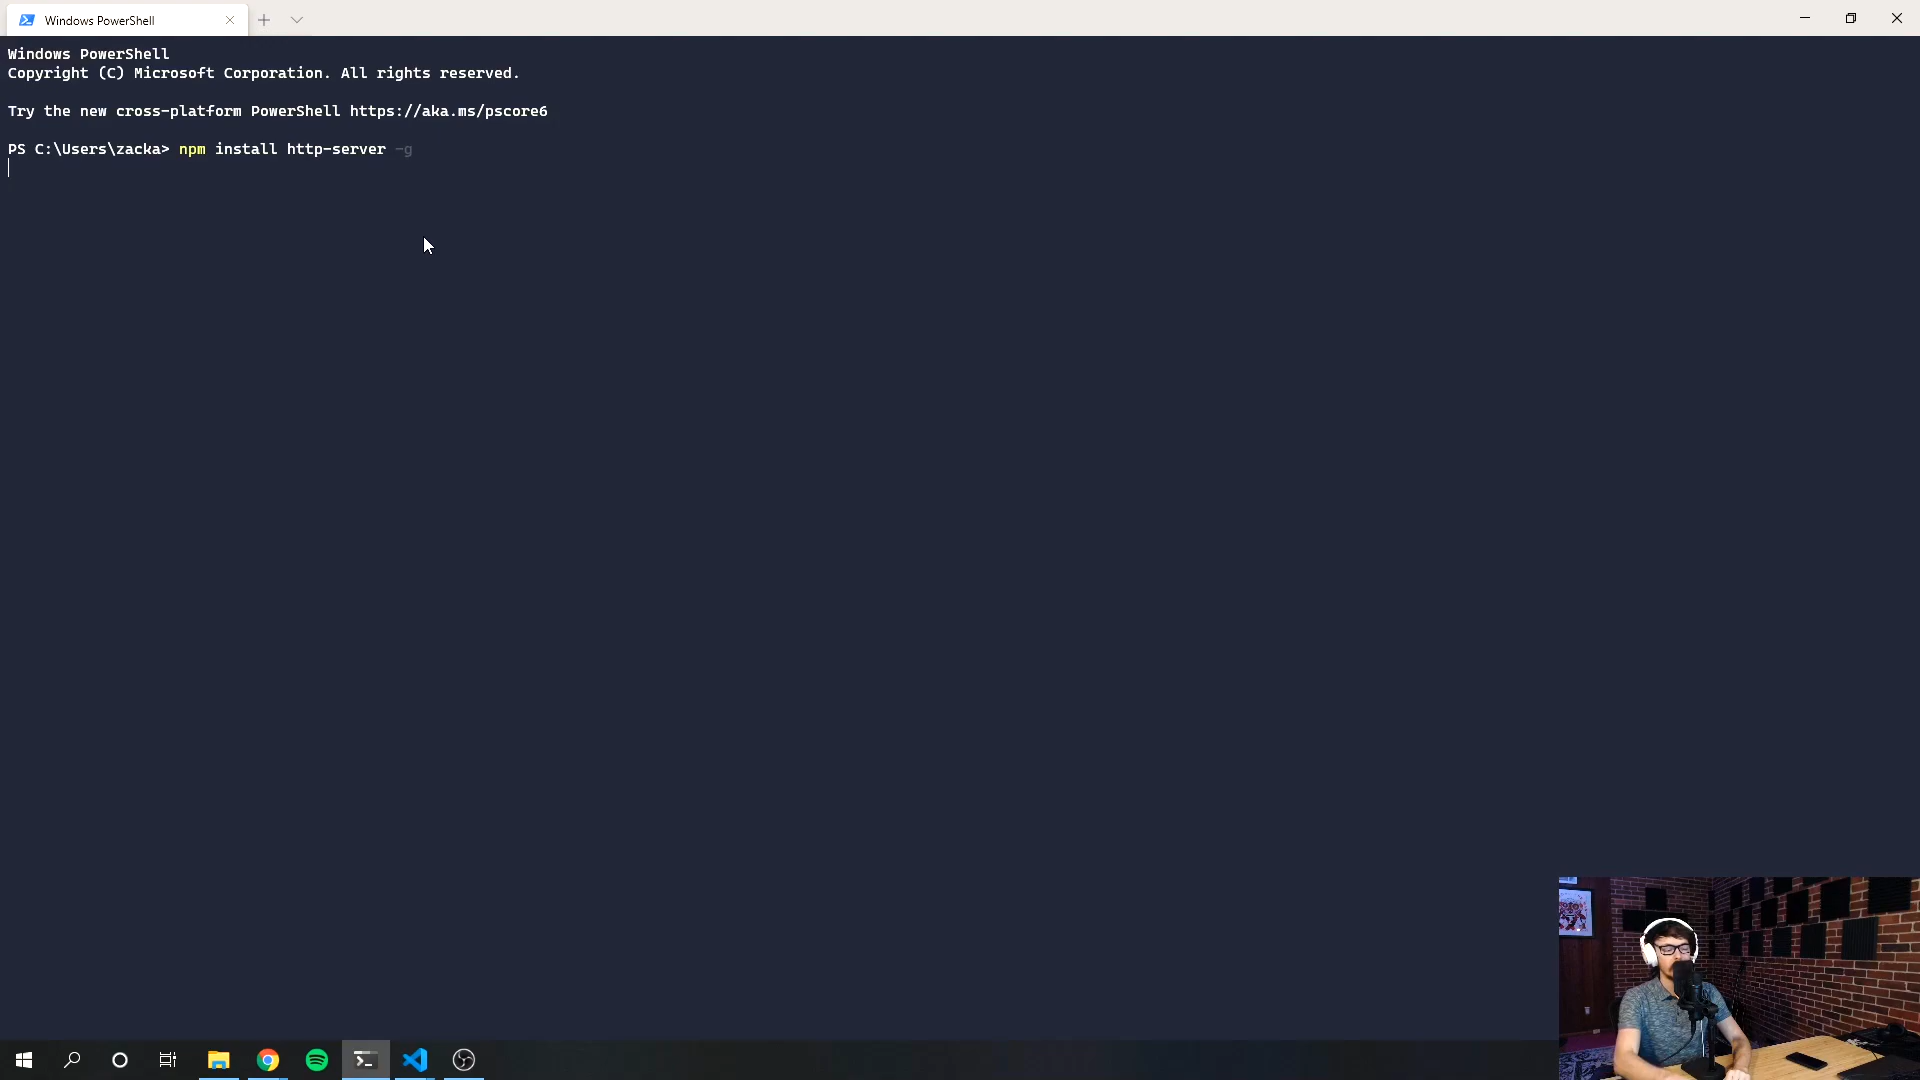 Windows PowerShell
Windows PowerShell
Copyright (C) Microsoft Corporation. All rights reserved.
Try the new cross-platform PowerShell https://aka.ms/pscore6
PS C:\Users\zacka> npm install http-server -g